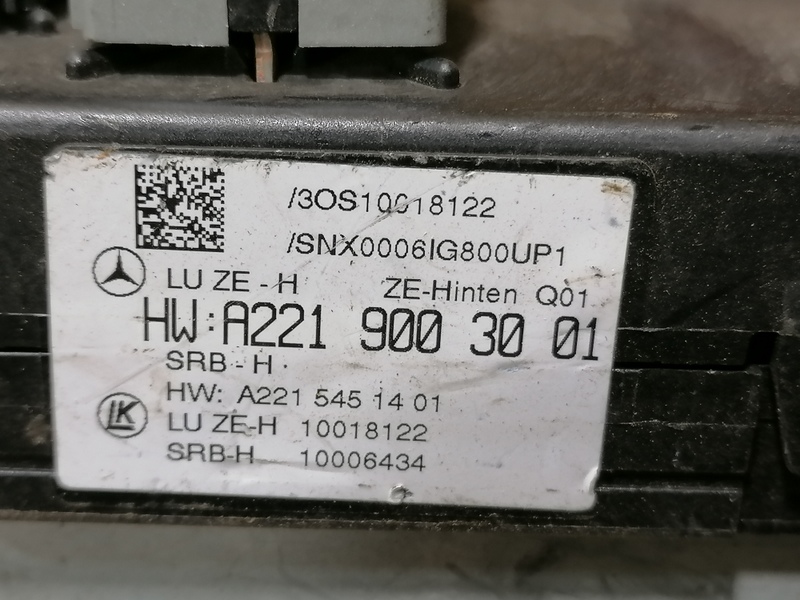 /3OS10018122
/SNX0006IG800UP1
LU ZE - H ZE-Hinten Q01
HW:A221 900 30 01
SRB - H
HW: A221 545 14 01
LK
LU ZE-H 10018122
SRB-H 10006434